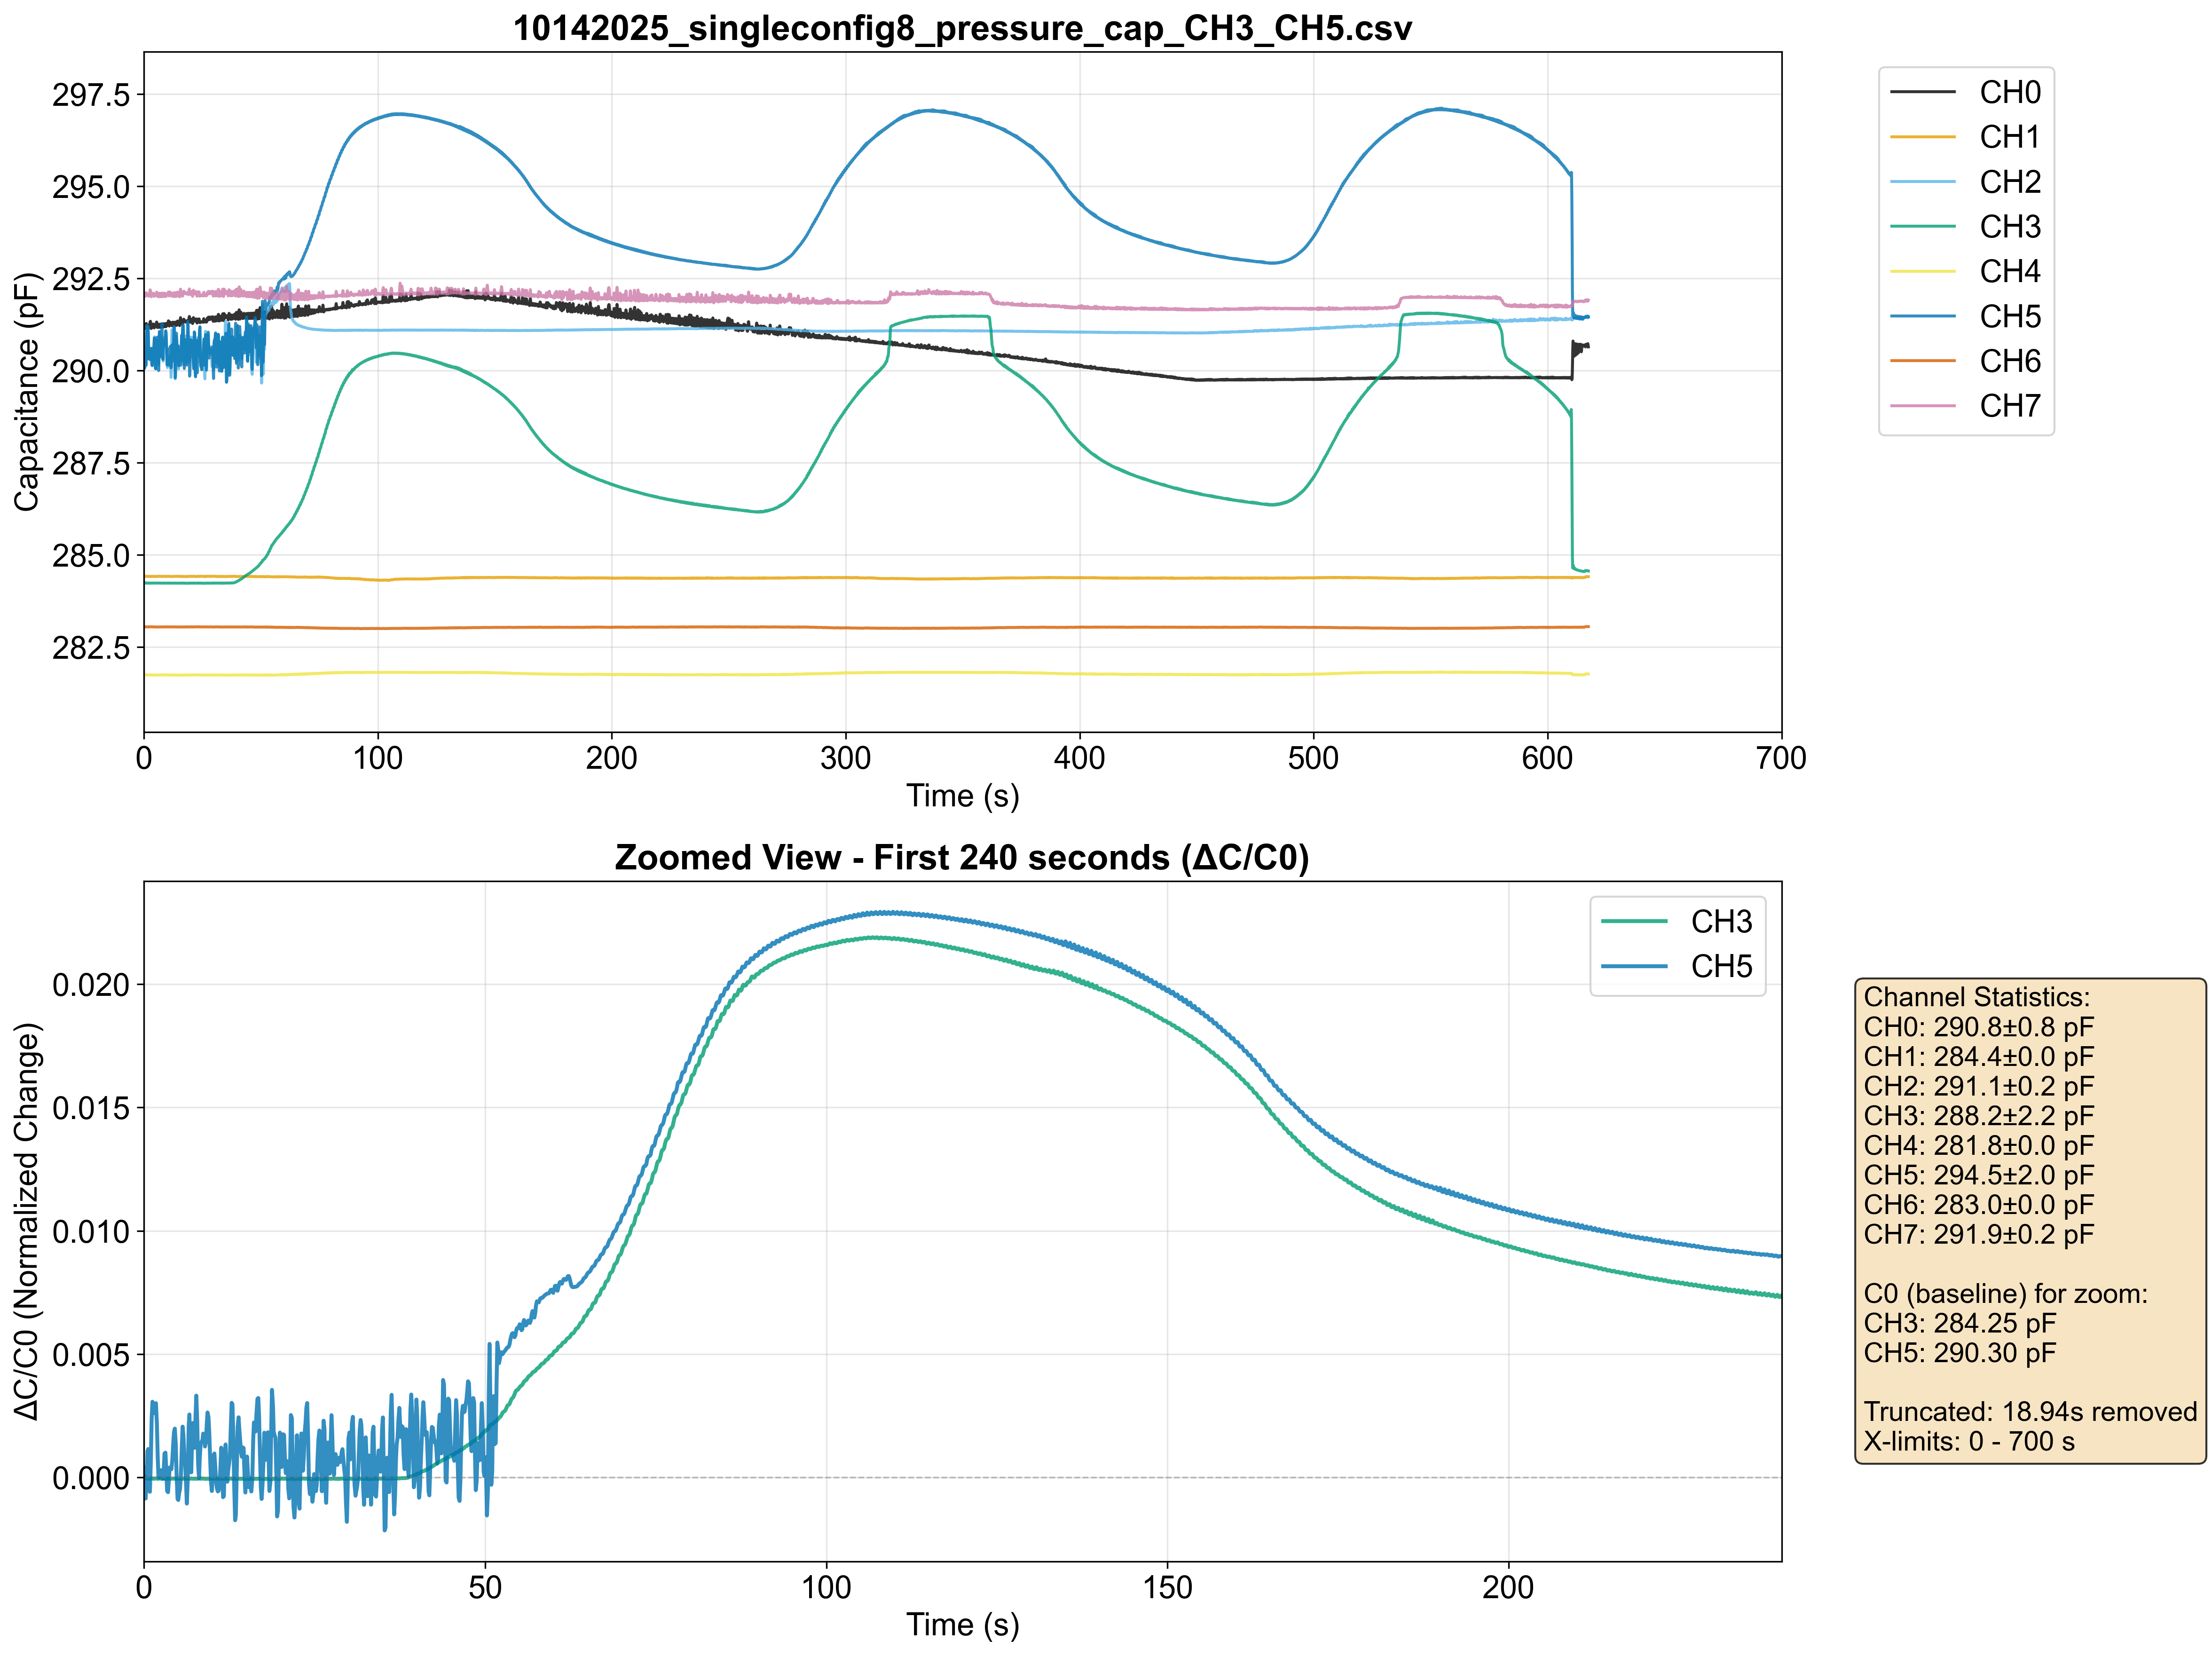 10142025_singleconfig8_pressure_cap_CH3_CH5.csv
Capacitance (pF)
297.5
295.0
292.5
290.0
287.5
285.0
282.5
0 100 200 300 400 500 600 700
Time (s)
CH0
CH1
CH2
CH3
CH4
CH5
CH6
CH7
Zoomed View - First 240 seconds (ΔC/C0)
ΔC/C0 (Normalized Change)
0.020
0.015
0.010
0.005
0.000
0 50 100 150 200
Time (s)
CH3
CH5
Channel Statistics:
CH0: 290.8±0.8 pF
CH1: 284.4±0.0 pF
CH2: 291.1±0.2 pF
CH3: 288.2±2.2 pF
CH4: 281.8±0.0 pF
CH5: 294.5±2.0 pF
CH6: 283.0±0.0 pF
CH7: 291.9±0.2 pF
C0 (baseline) for zoom:
CH3: 284.25 pF
CH5: 290.30 pF
Truncated: 18.94s removed
X-limits: 0 - 700 s